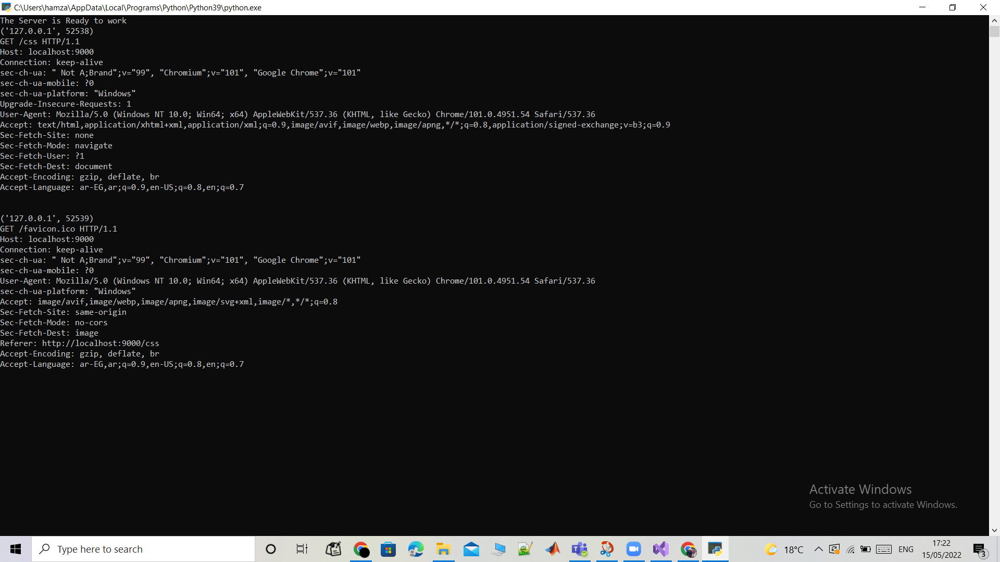 C:\Users\hamza\AppData\Local\Programs\Python\Python39\python.exe
The Server is Ready to work
('127.0.0.1', 52538)
GET /css HTTP/1.1
Host: localhost:9000
Connection: keep-alive
sec-ch-ua: " Not A;Brand";v="99", "Chromium";v="101", "Google Chrome";v="101"
sec-ch-ua-mobile: ?0
sec-ch-ua-platform: "Windows"
Upgrade-Insecure-Requests: 1
User-Agent: Mozilla/5.0 (Windows NT 10.0; Win64; x64) AppleWebKit/537.36 (KHTML, like Gecko) Chrome/101.0.4951.54 Safari/537.36
Accept: text/html,application/xhtml+xml,application/xml;q=0.9,image/avif,image/webp,image/apng,*/*;q=0.8,application/signed-exchange;v=b3;q=0.9
Sec-Fetch-Site: none
Sec-Fetch-Mode: navigate
Sec-Fetch-User: ?1
Sec-Fetch-Dest: document
Accept-Encoding: gzip, deflate, br
Accept-Language: ar-EG,ar;q=0.9,en-US;q=0.8,en;q=0.7
('127.0.0.1', 52539)
GET /favicon.ico HTTP/1.1
Host: localhost:9000
Connection: keep-alive
sec-ch-ua: " Not A;Brand";v="99", "Chromium";v="101", "Google Chrome";v="101"
sec-ch-ua-mobile: ?0
User-Agent: Mozilla/5.0 (Windows NT 10.0; Win64; x64) AppleWebKit/537.36 (KHTML, like Gecko) Chrome/101.0.4951.54 Safari/537.36
sec-ch-ua-platform: "Windows"
Accept: image/avif,image/webp,image/apng,image/svg+xml,image/*,*/*;q=0.8
Sec-Fetch-Site: same-origin
Sec-Fetch-Mode: no-cors
Sec-Fetch-Dest: image
Referer: http://localhost:9000/css
Accept-Encoding: gzip, deflate, br
Accept-Language: ar-EG,ar;q=0.9,en-US;q=0.8,en;q=0.7
Activate Windows
Go to Settings to activate Windows.
Type here to search
18°C
ENG
17:22
15/05/2022
3